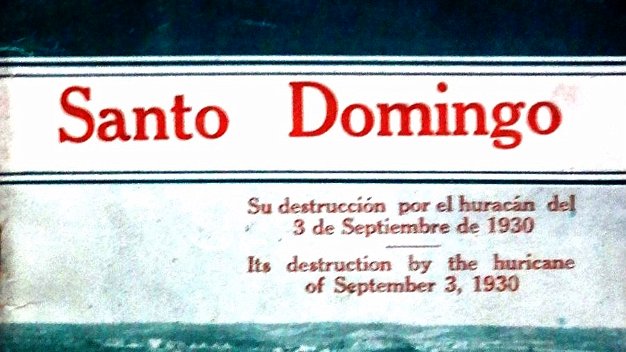 Santo Domingo
Su destrucción por el huracán del
3 de Septiembre de 1930
Its destruction by the huricane
of September 3, 1930